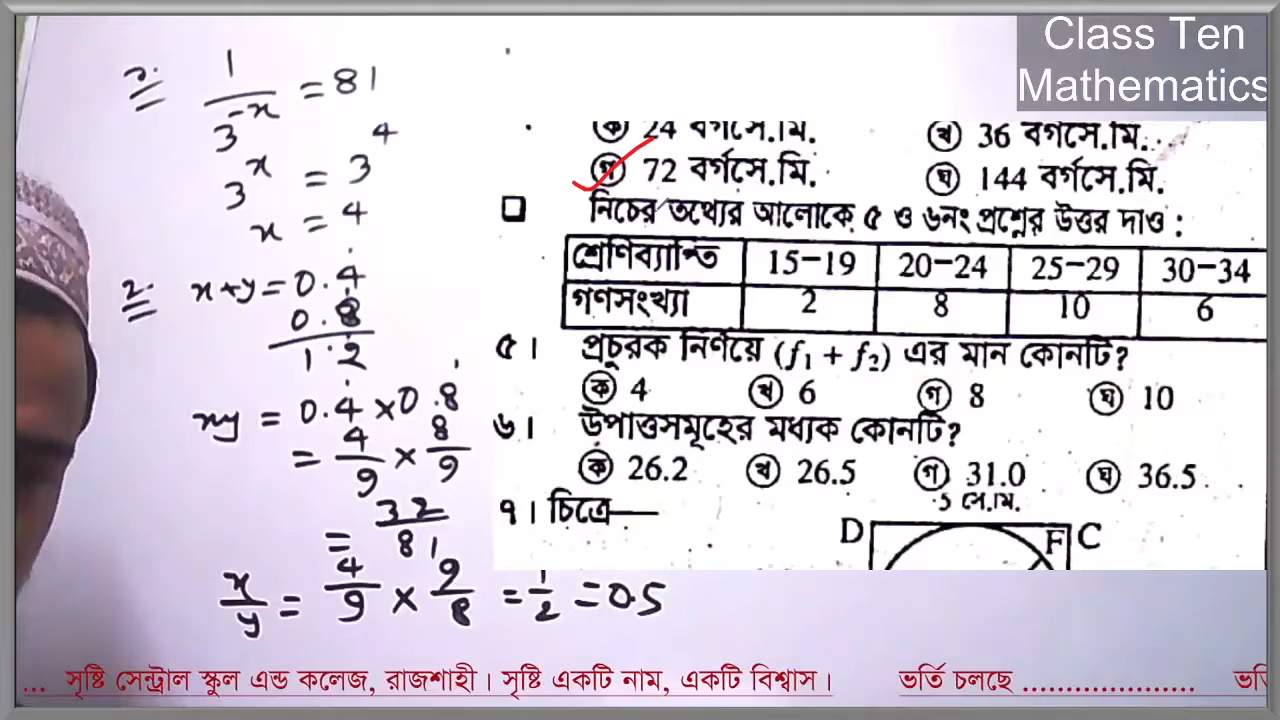 Class Ten
Mathematics
১. 1/3^-x = 81
3^x = 3^4
x = 4
২. x+y = 0.4̇
0.8̇
1.2
xy = 0.4̇ × 0.8̇
= 4/9 × 8/9
= 32/81
x/y = 4/9 × 9/8 = 1/2 = 0.5
ⓚ 24 বর্গসে.মি. ⓚ 36 বর্গসে.মি.
গ 72 বর্গসে.মি. ঘ 144 বর্গসে.মি.
নিচের তথ্যের আলোকে ৫ ও ৬নং প্রশ্নের উত্তর দাও :
শ্রেণিব্যাপ্তি 15–19 20–24 25–29 30–34
গণসংখ্যা 2 8 10 6
৫। প্রচুরক নির্ণয়ে (f₁ + f₂) এর মান কোনটি?
ক 4 খ 6 গ 8 ঘ 10
৬। উপাত্তসমূহের মধ্যক কোনটি?
ক 26.2 খ 26.5 গ 31.0 ঘ 36.5
৭। চিত্রে—
5 সে.মি.
D F C
... সৃষ্টি সেন্ট্রাল স্কুল এন্ড কলেজ, রাজশাহী। সৃষ্টি একটি নাম, একটি বিশ্বাস। ভর্তি চলছে ...................... ভর্তি